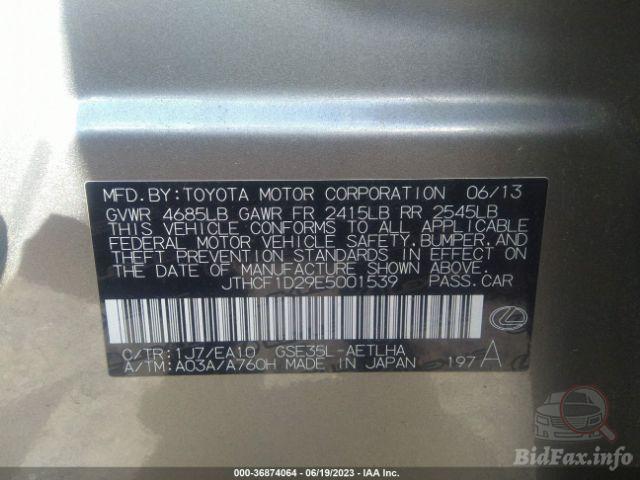 MFD. BY: TOYOTA MOTOR CORPORATION 06/13
GVWR 4685LB GAWR FR 2415LB RR 2545LB
THIS VEHICLE CONFORMS TO ALL APPLICABLE
FEDERAL MOTOR VEHICLE SAFETY, BUMPER, AND
THEFT PREVENTION STANDARDS IN EFFECT ON
THE DATE OF MANUFACTURE SHOWN ABOVE.
JTHCF1D29E5001539 PASS.CAR
C/TR: 1J7/EA10 GSE35L-AETLHA
A/TM: A03A/A760H MADE IN JAPAN 197 A
BidFax.info
000-36874064 - 06/19/2023 - IAA Inc.